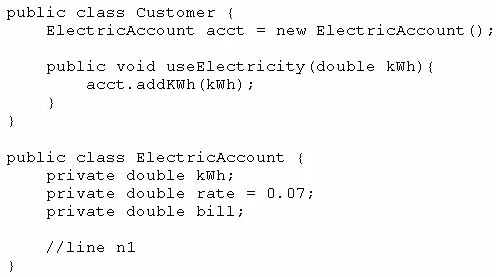 public class Customer {
    ElectricAccount acct = new ElectricAccount();

    public void useElectricity(double kWh){
        acct.addKWh(kWh);
    }
}

public class ElectricAccount {
    private double kWh;
    private double rate = 0.07;
    private double bill;

    //line n1
}